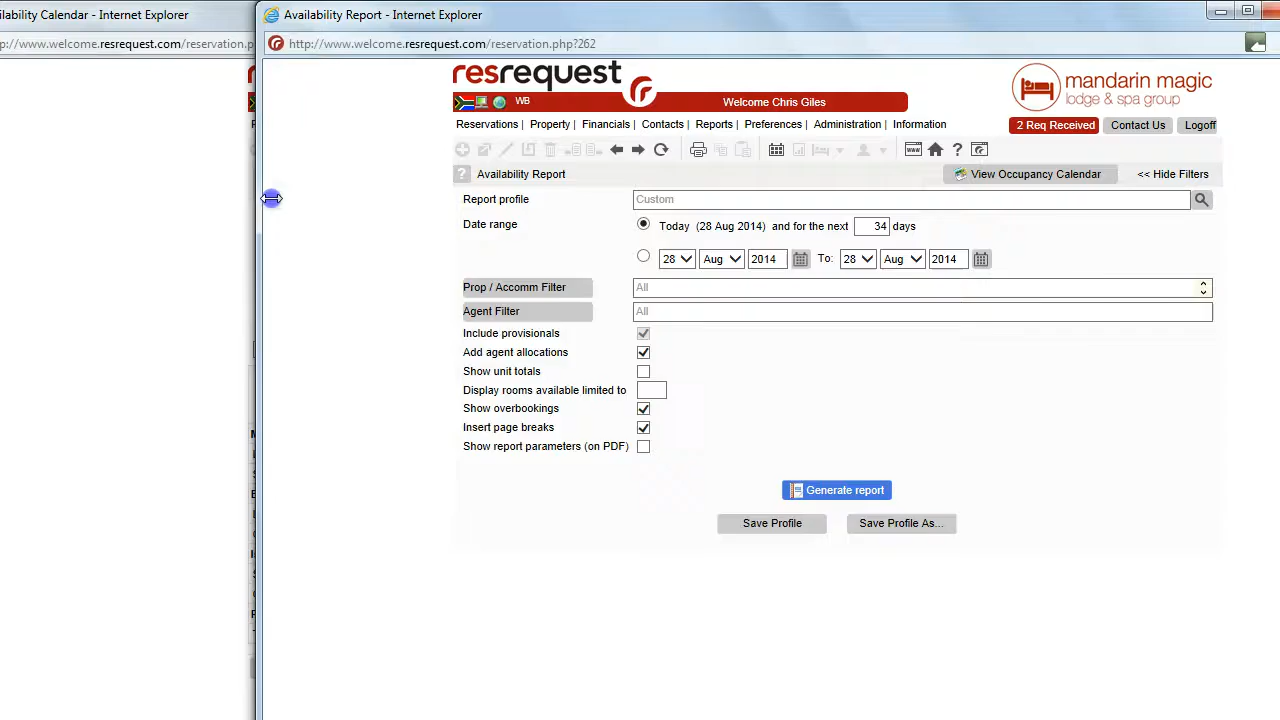 ailability Calendar - Internet Explorer
Availability Report - Internet Explorer
p://www.welcome.resrequest.com/reservation.p
http://www.welcome.resrequest.com/reservation.php?262
resrequest
mandarin magic
lodge & spa group
WB
Welcome Chris Giles
Reservations | Property | Financials | Contacts | Reports | Preferences | Administration | Information
2 Req Received
Contact Us
Logoff
www
?
? Availability Report
View Occupancy Calendar
<< Hide Filters
Report profile
Custom
Date range
Today (28 Aug 2014) and for the next 34 days
28 Aug 2014 To: 28 Aug 2014
Prop / Accomm Filter
All
Agent Filter
All
Include provisionals
Add agent allocations
Show unit totals
Display rooms available limited to
Show overbookings
Insert page breaks
Show report parameters (on PDF)
Generate report
Save Profile
Save Profile As...